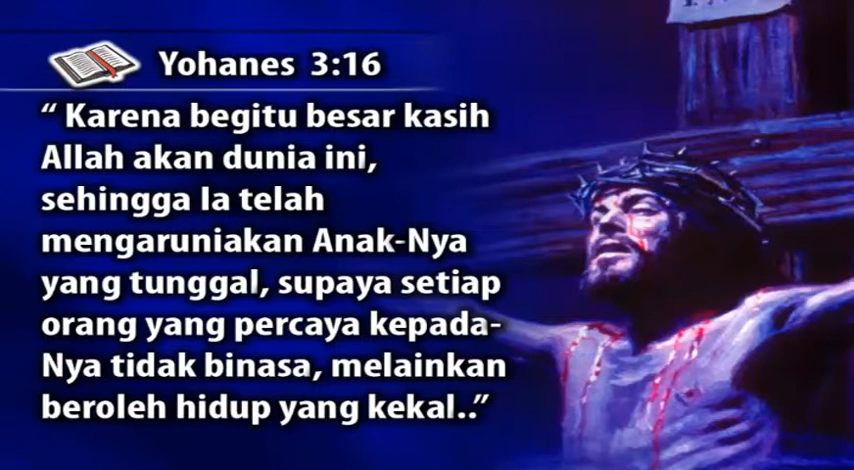 Yohanes 3:16
“ Karena begitu besar kasih
Allah akan dunia ini,
sehingga Ia telah
mengaruniakan Anak-Nya
yang tunggal, supaya setiap
orang yang percaya kepada-
Nya tidak binasa, melainkan
beroleh hidup yang kekal..”